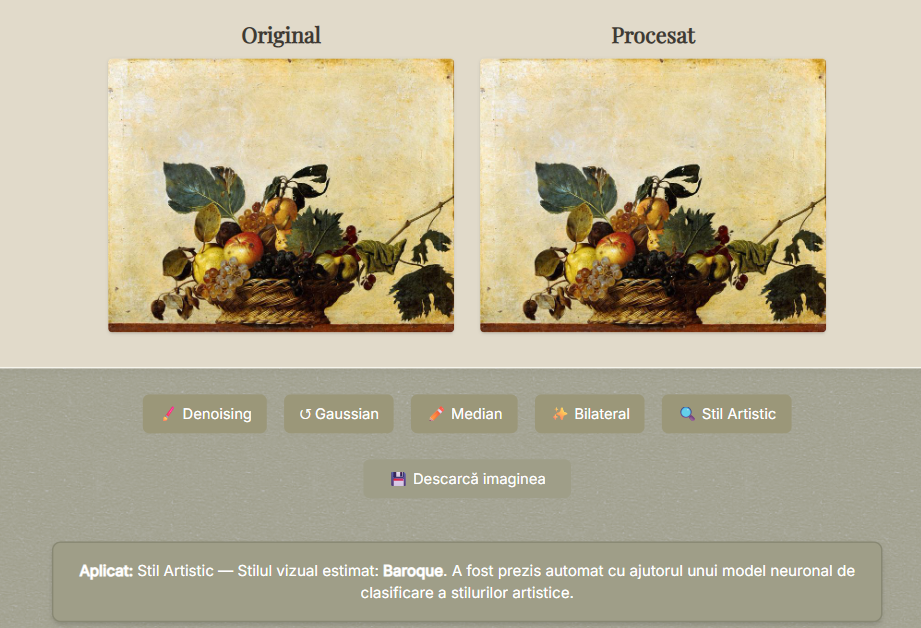 Original
Procesat
Denoising
Gaussian
Median
Bilateral
Stil Artistic
Descarcă imaginea
Aplicat: Stil Artistic — Stilul vizual estimat: Baroque. A fost prezis automat cu ajutorul unui model neuronal de
clasificare a stilurilor artistice.